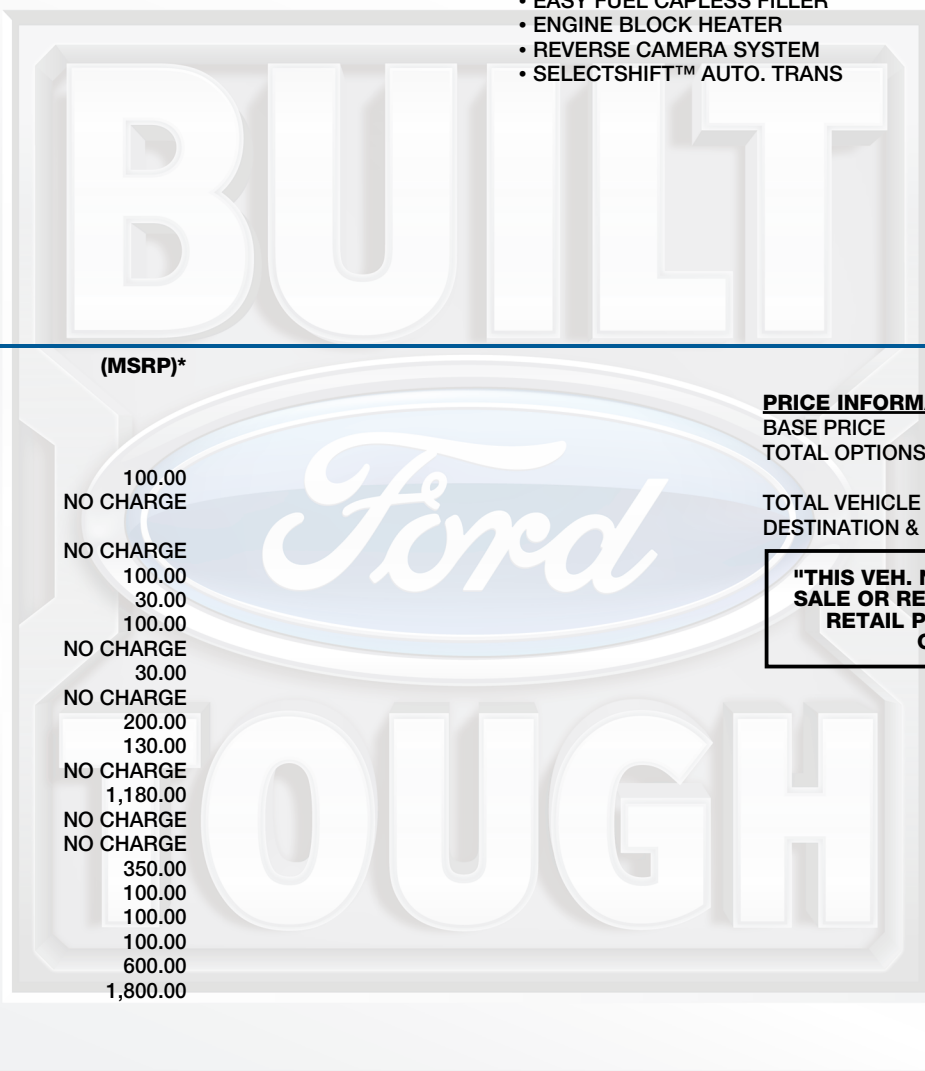 • EASY FUEL CAPLESS FILLER
• ENGINE BLOCK HEATER
• REVERSE CAMERA SYSTEM
• SELECTSHIFT™ AUTO. TRANS
BUILT
Ford
TOUGH
(MSRP)*
100.00
NO CHARGE
NO CHARGE
100.00
30.00
100.00
NO CHARGE
30.00
NO CHARGE
200.00
130.00
NO CHARGE
1,180.00
NO CHARGE
NO CHARGE
350.00
100.00
100.00
100.00
600.00
1,800.00
PRICE INFORMA
BASE PRICE
TOTAL OPTIONS
TOTAL VEHICLE
DESTINATION &
"THIS VEH. N
SALE OR RE
RETAIL P